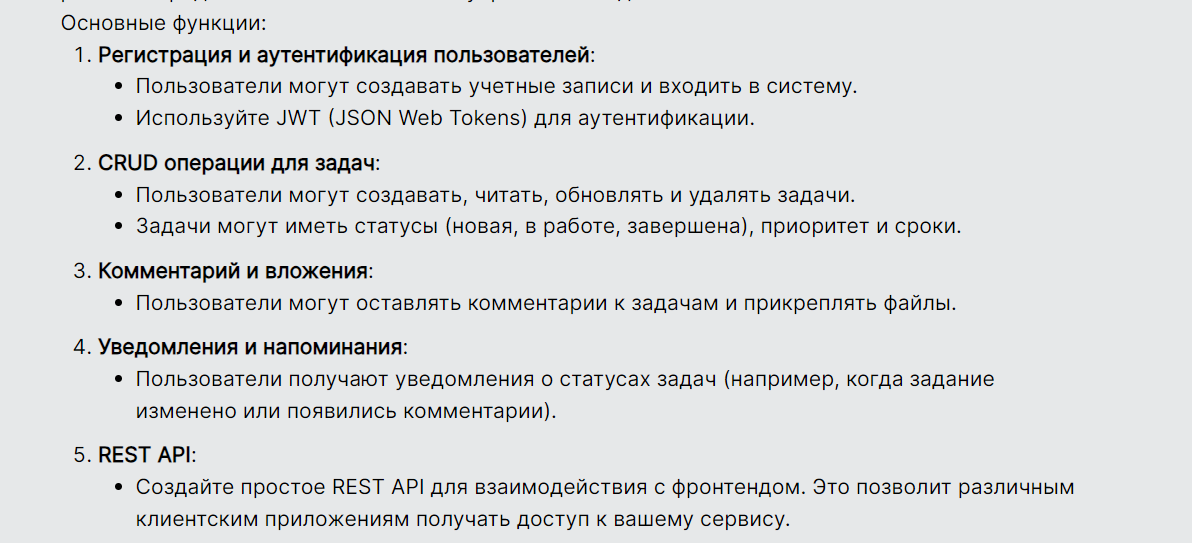 Основные функции:
1. Регистрация и аутентификация пользователей:
• Пользователи могут создавать учетные записи и входить в систему.
• Используйте JWT (JSON Web Tokens) для аутентификации.
2. CRUD операции для задач:
• Пользователи могут создавать, читать, обновлять и удалять задачи.
• Задачи могут иметь статусы (новая, в работе, завершена), приоритет и сроки.
3. Комментарий и вложения:
• Пользователи могут оставлять комментарии к задачам и прикреплять файлы.
4. Уведомления и напоминания:
• Пользователи получают уведомления о статусах задач (например, когда задание
изменено или появились комментарии).
5. REST API:
• Создайте простое REST API для взаимодействия с фронтендом. Это позволит различным
клиентским приложениям получать доступ к вашему сервису.